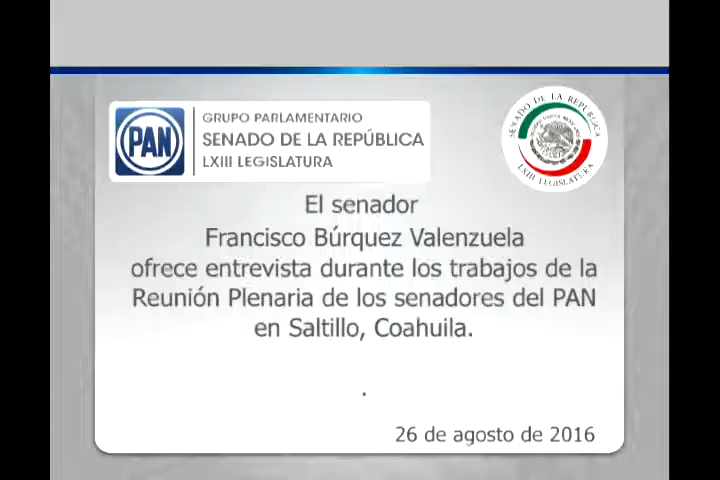 PAN
GRUPO PARLAMENTARIO
SENADO DE LA REPÚBLICA
LXIII LEGISLATURA
SENADO DE LA REPÚBLICA
LXIII LEGISLATURA
El senador
Francisco Búrquez Valenzuela
ofrece entrevista durante los trabajos de la
Reunión Plenaria de los senadores del PAN
en Saltillo, Coahuila.
.
26 de agosto de 2016